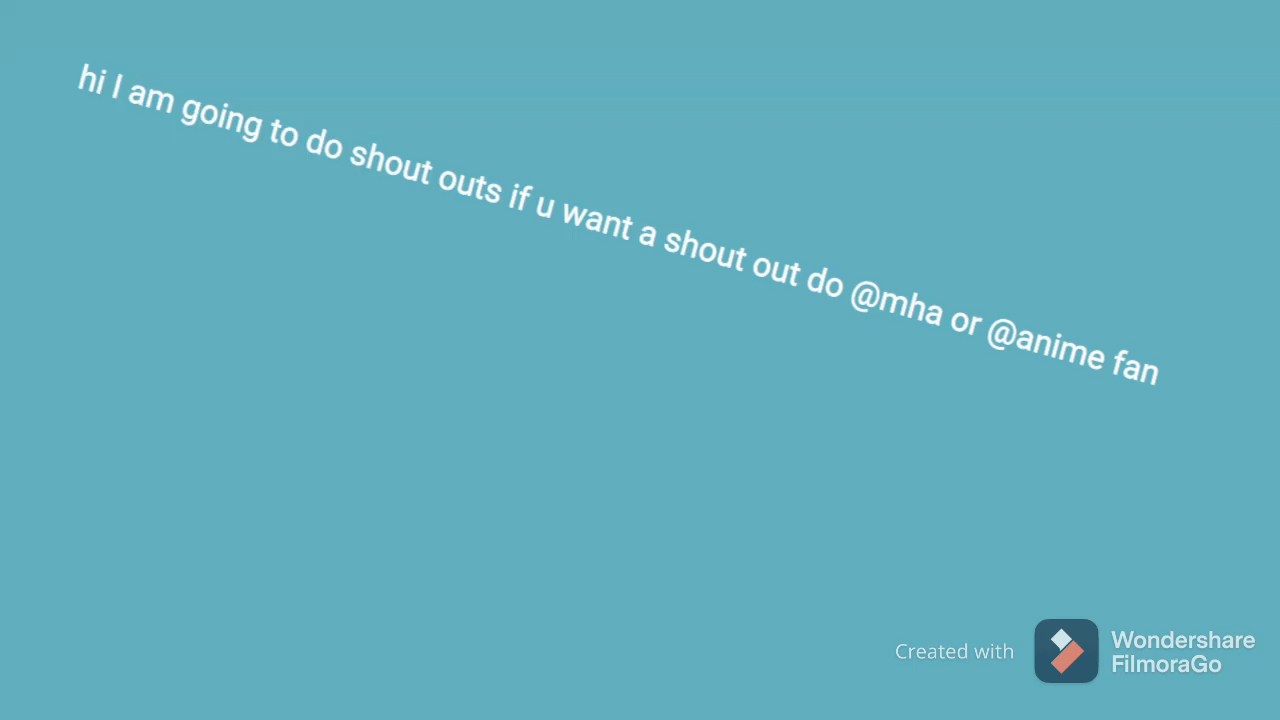 hi I am going to do shout outs if u want a shout out do @mha or @anime fan
Created with
Wondershare
FilmoraGo